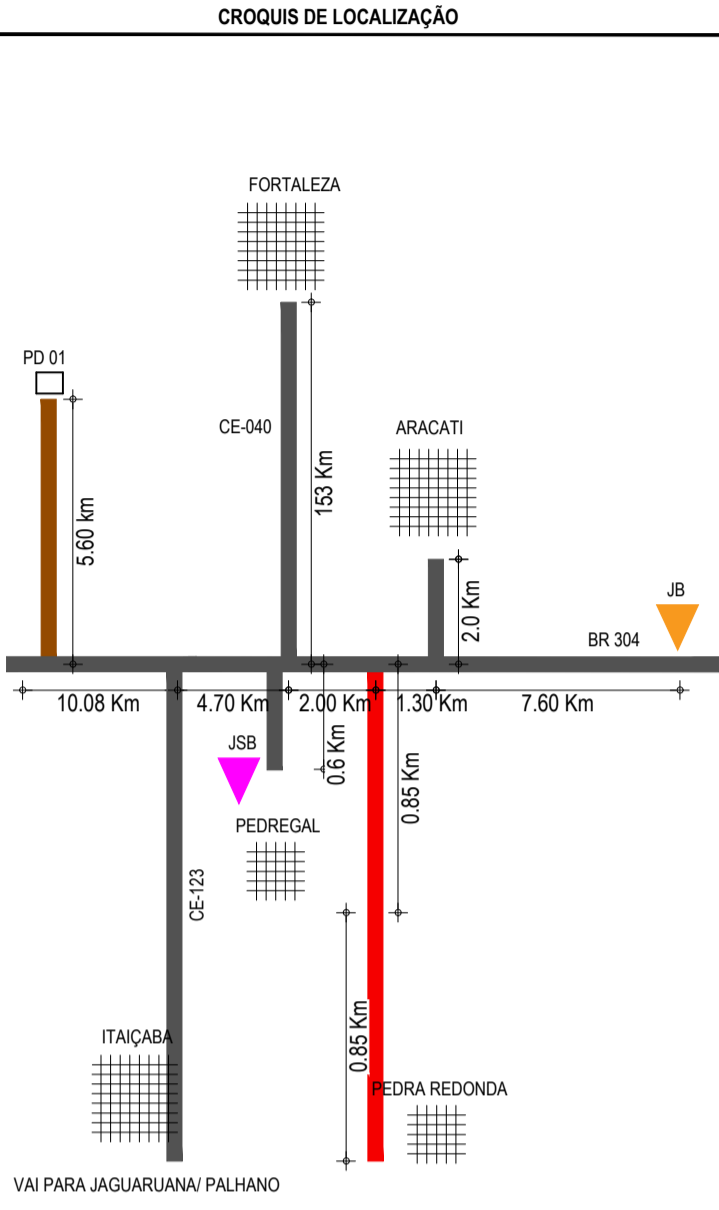 CROQUIS DE LOCALIZAÇÃO
FORTALEZA
PD 01
CE-040
ARACATI
153 Km
5.60 km
2.0 Km
JB
BR 304
10.08 Km
4.70 Km
2.00 Km
1.30 Km
7.60 Km
0.6 Km
JSB
0.85 Km
PEDREGAL
CE-123
0.85 Km
ITAIÇABA
PEDRA REDONDA
VAI PARA JAGUARUANA/ PALHANO